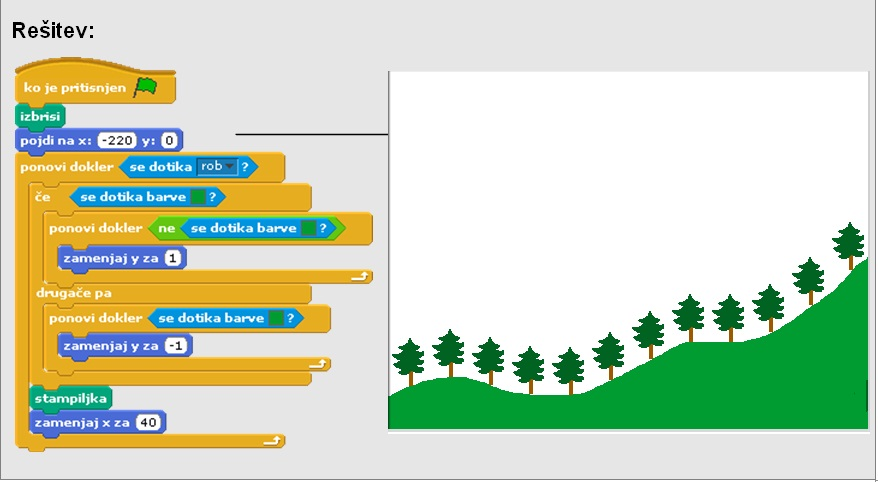 Rešitev:
ko je pritisnjen
izbrisi
pojdi na x: -220 y: 0
ponovi dokler se dotika rob ?
če se dotika barve ?
ponovi dokler ne se dotika barve ?
zamenjaj y za 1
drugače pa
ponovi dokler se dotika barve ?
zamenjaj y za -1
stampiljka
zamenjaj x za 40